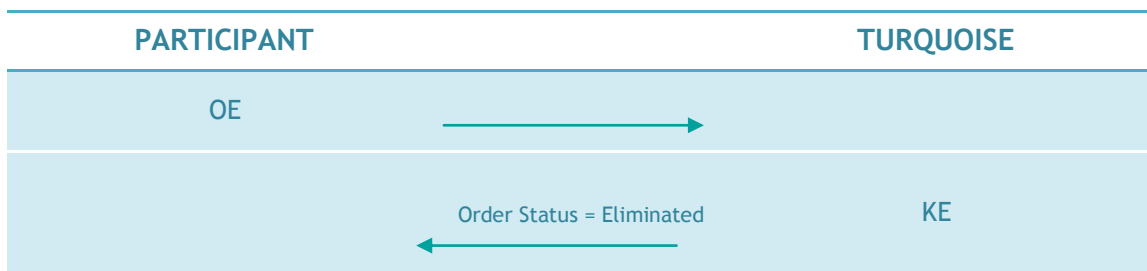 PARTICIPANT TURQUOISE
OE
Order Status = Eliminated KE